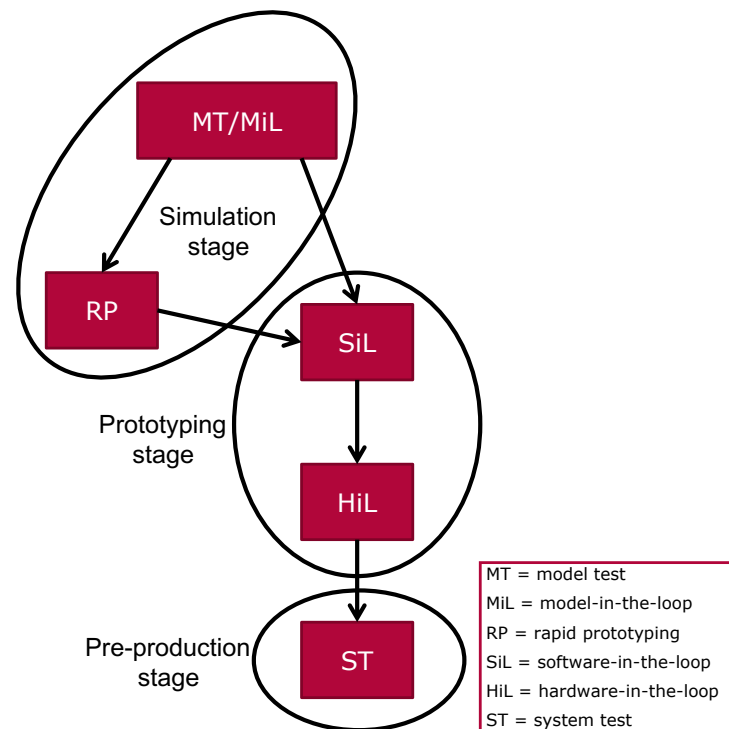 MT/MiL
Simulation
stage
RP
SiL
Prototyping
stage
HiL
Pre-production
stage
ST
MT = model test
MiL = model-in-the-loop
RP = rapid prototyping
SiL = software-in-the-loop
HiL = hardware-in-the-loop
ST = system test